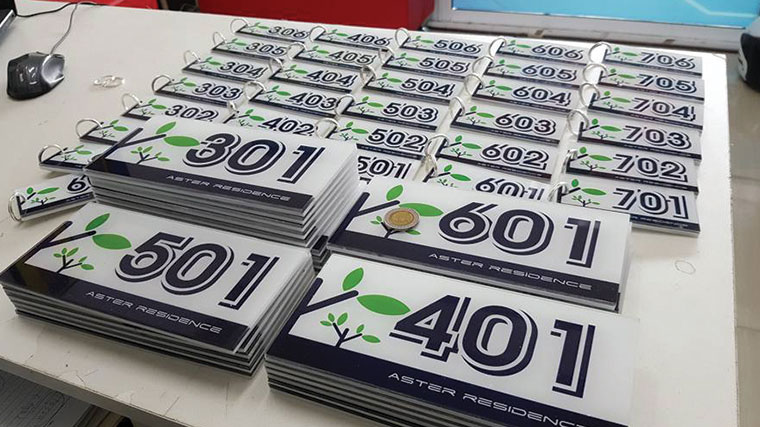 306 406 506 606 706
305 405 505 605 705
304 404 504 604 704
303 403 503 603 703
302 402 502 602 702
501 601 701
301
ASTER RESIDENCE
601
ASTER RESIDENCE
501
ASTER RESIDENCE
401
ASTER RESIDENCE